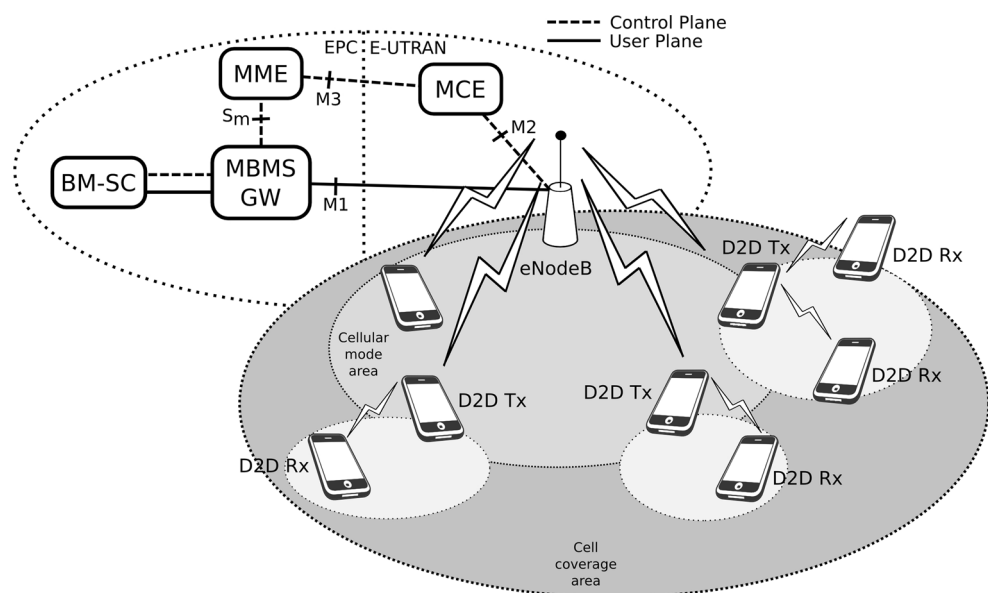 Control Plane
User Plane
EPC
E-UTRAN
MME
MCE
M3
Sm
M2
BM-SC
MBMS
GW
M1
eNodeB
D2D Tx
D2D Rx
Cellular
mode
area
D2D Rx
D2D Tx
D2D Tx
D2D Rx
D2D Rx
Cell
coverage
area